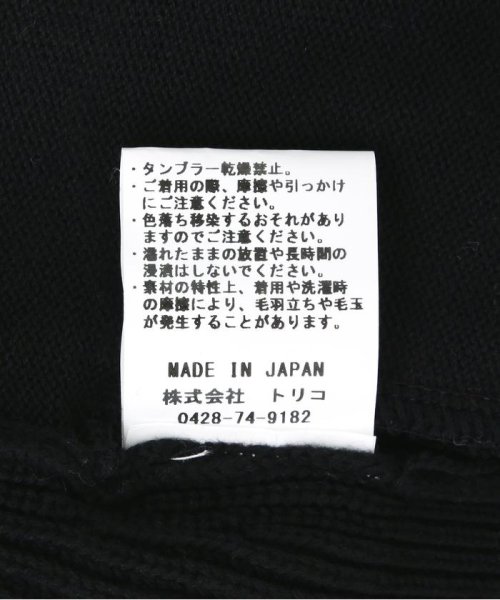 ・タンブラー乾燥禁止。
・ご着用の際、摩擦や引っかけ
にご注意ください。
・色落ち移染するおそれがあり
ますのでご注意ください。
・濡れたままの放置や長時間の
浸漬はしないでください。
・素材の特性上、着用や洗濯時
の摩擦により、毛羽立ちや毛玉
が発生することがあります。
MADE IN JAPAN
株式会社 トリコ
0428-74-9182